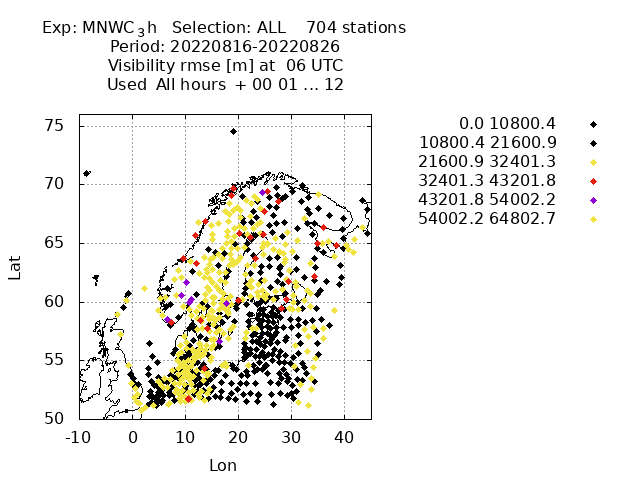 Exp: MNWC_3h Selection: ALL 704 stations
Period: 20220816-20220826
Visibility rmse [m] at 06 UTC
Used All hours + 00 01 ... 12
0.0 10800.4
10800.4 21600.9
21600.9 32401.3
32401.3 43201.8
43201.8 54002.2
54002.2 64802.7
75
70
65
60
55
50
Lat
-10 0 10 20 30 40
Lon